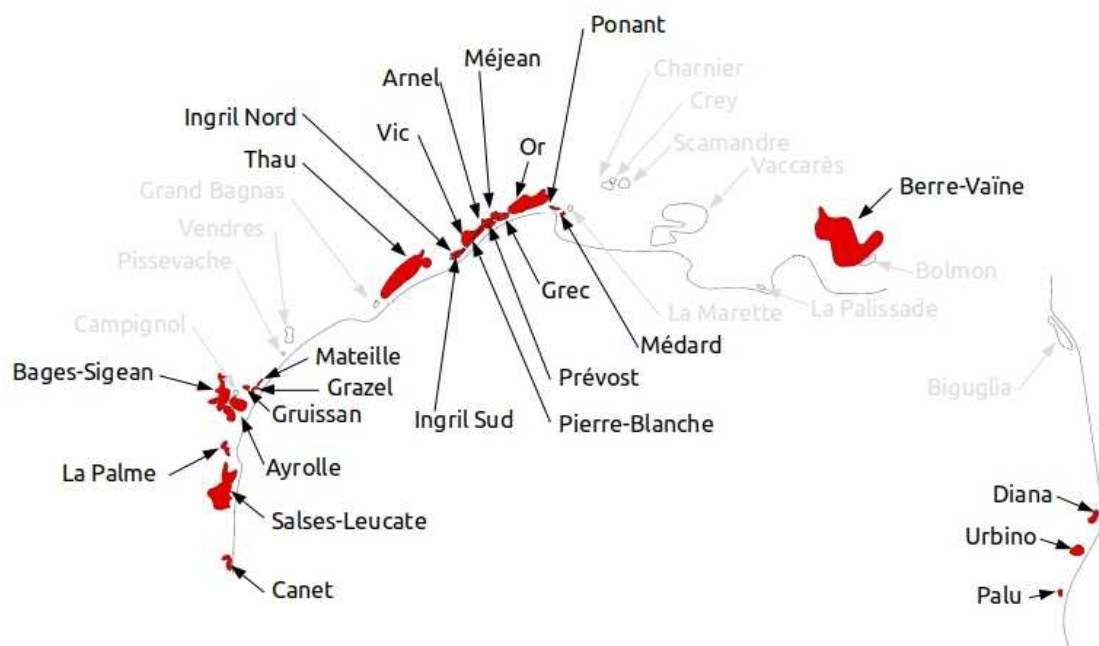 Ponant
Méjean
Charnier
Arnel
Crey
Ingril Nord
Vic
Or
Scamandre
Thau
Vaccarés
Grand Bagnas
Berre-Vaïne
Vendres
Pissevache
Grec
Bolmon
La Marette
La Palissade
Campignol
Médard
Mateille
Bages-Sigean
Prévost
Grazel
Biguglia
Gruissan
Ingril Sud
Pierre-Blanche
La Palme
Ayrolle
Diana
Salses-Leucate
Urbino
Canet
Palu